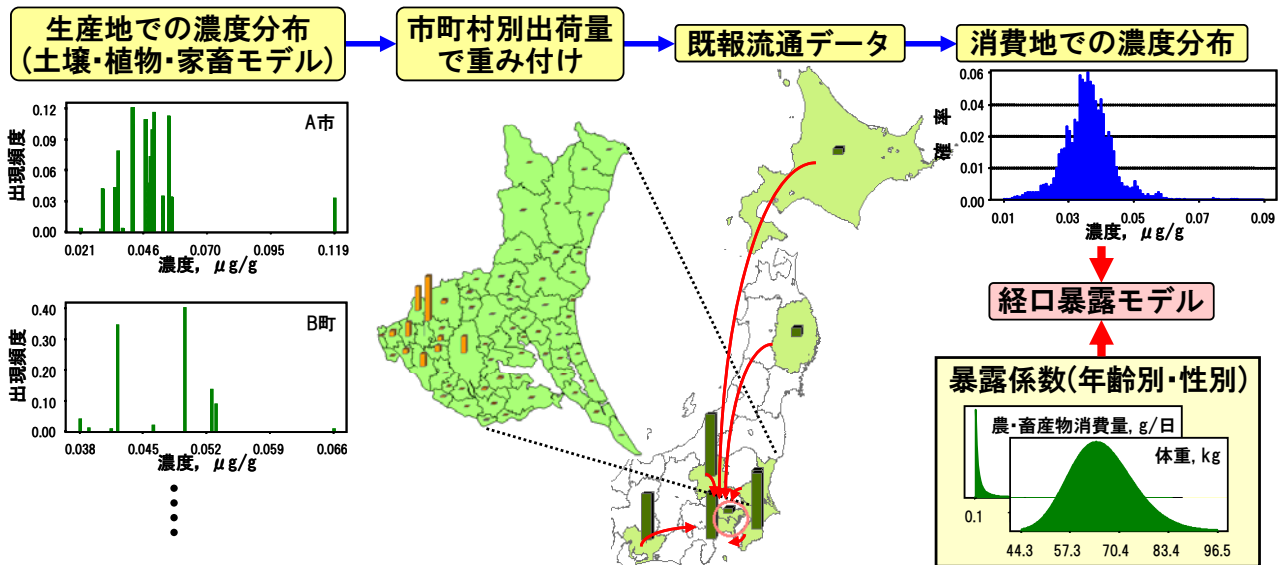 生産地での濃度分布
(土壌・植物・家畜モデル)
市町村別出荷量
で重み付け
既報流通データ
消費地での濃度分布
出現頻度
0.12
0.09
0.06
0.03
0.00
A市
0.021
0.046
0.070
0.095
0.119
濃度, μg/g
出現頻度
0.40
0.30
0.20
0.10
0.00
B町
0.038
0.045
0.052
0.059
0.066
濃度, μg/g
確 率
0.06
0.04
0.02
0.01
0.00
0.01
0.03
0.05
0.07
0.09
濃度, μg/g
経口暴露モデル
暴露係数(年齢別・性別)
農・畜産物消費量, g/日
0.1
体重, kg
44.3
57.3
70.4
83.4
96.5